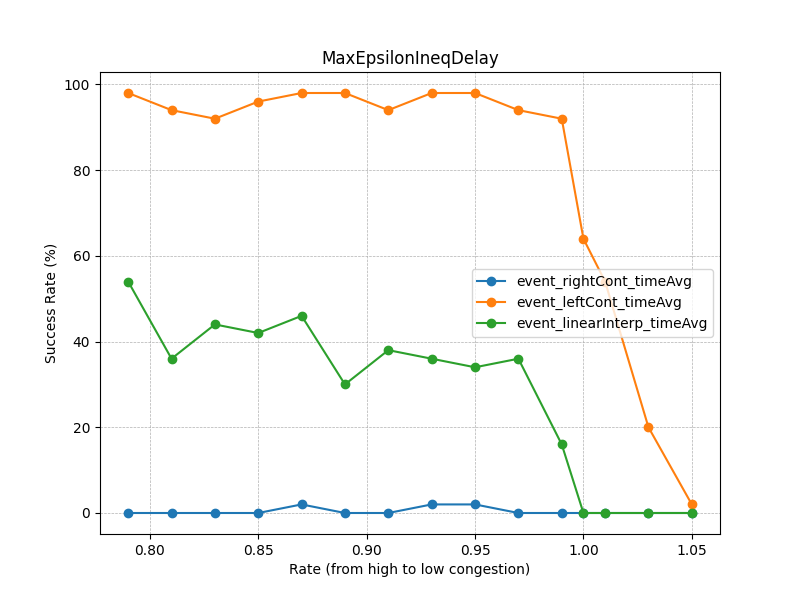 MaxEpsilonIneqDelay
100
80
60
40
20
0
Success Rate (%)
event_rightCont_timeAvg
event_leftCont_timeAvg
event_linearInterp_timeAvg
0.80 0.85 0.90 0.95 1.00 1.05
Rate (from high to low congestion)